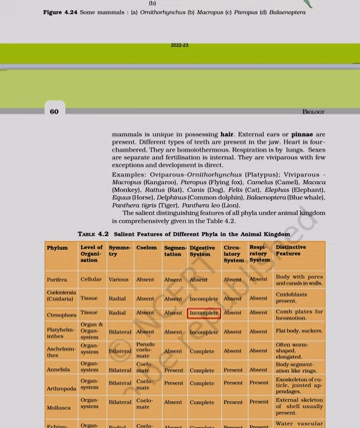 (b)
Figure 4.24 Some mammals : (a) Ornithorhynchus (b) Macropus (c) Pteropus (d) Balaenoptera
2022-23
60
BIOLOGY
mammals is unique in possessing hair. External ears or pinnae are
present. Different types of teeth are present in the jaw. Heart is four-
chambered. They are homoiothermous. Respiration is by lungs. Sexes
are separate and fertilisation is internal. They are viviparous with few
exceptions and development is direct.
Examples: Oviparous-Ornithorhynchus (Platypus); Viviparous -
Macropus (Kangaroo), Pteropus (Flying fox), Camelus (Camel), Macaca
(Monkey), Rattus (Rat), Canis (Dog), Felis (Cat), Elephas (Elephant),
Equus (Horse), Delphinus (Common dolphin), Balaenoptera (Blue whale),
Panthera tigris (Tiger), Panthera leo (Lion).
The salient distinguishing features of all phyla under animal kingdom
is comprehensively given in the Table 4.2.
TABLE 4.2 Salient Features of Different Phyla in the Animal Kingdom
Phylum Level of Organi- sation Symme- try Coelom Segmen- tation Digestive System Circu- latory System Respi- ratory System Distinctive Features
Porifera Cellular Various Absent Absent Absent Absent Absent Body with pores and canals in walls.
Coelenterata (Cnidaria) Tissue Radial Absent Absent Incomplete Absent Absent Cnidoblasts present.
Ctenophora Tissue Radial Absent Absent Incomplete Absent Absent Comb plates for locomotion.
Platyhelm- inthes Organ & Organ- system Bilateral Absent Absent Incomplete Absent Absent Flat body, suckers.
Aschelmin- thes Organ- system Bilateral Pseudo coelo- mate Absent Complete Absent Absent Often worm- shaped, elongated.
Annelida Organ- system Bilateral Coelo- mate Present Complete Present Absent Body segment- ation like rings.
Arthropoda Organ- system Bilateral Coelo- mate Present Complete Present Present Exoskeleton of cu- ticle, jointed ap- pendages.
Mollusca Organ- system Bilateral Coelo- mate Absent Complete Present Present External skeleton of shell usually present.
Echino- Organ- Radial Coelo- Absent Complete Present Present Water vascular